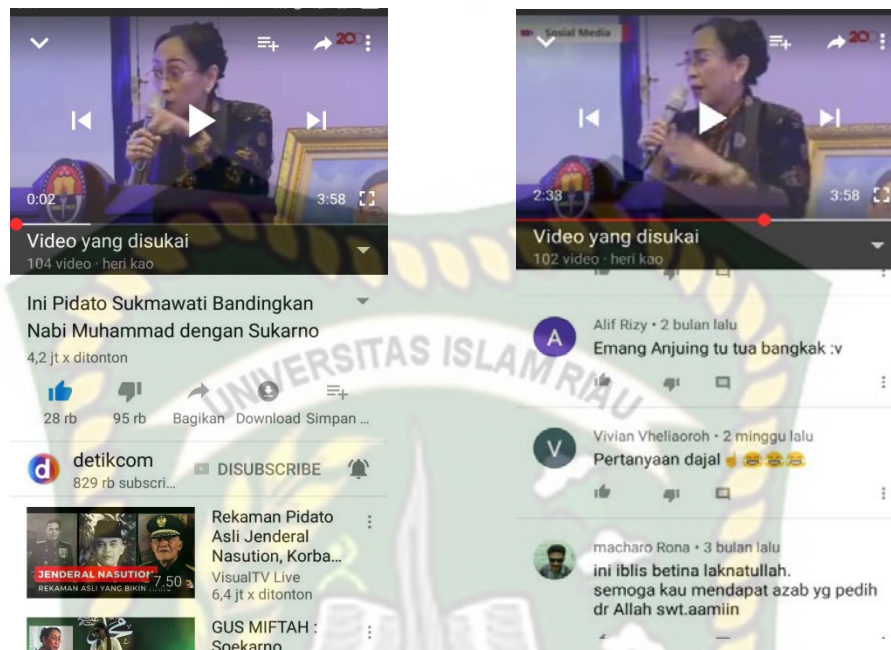 0:02
3:58
Video yang disukai
104 video · heri kao
Ini Pidato Sukmawati Bandingkan
Nabi Muhammad dengan Sukarno
4,2 jt x ditonton
28 rb
95 rb
Bagikan
Download
Simpan ...
detikcom
829 rb subscri...
DISUBSCRIBE
Rekaman Pidato
Asli Jenderal
Nasution, Korba...
VisualTV Live
6,4 jt x ditonton
JENDERAL NASUTION
REKAMAN ASLI YANG BIKIN
7.50
GUS MIFTAH :
Soekarno
Sosial Media
2:33
3:58
Video yang disukai
102 video · heri kao
A
Alif Rizy • 2 bulan lalu
Emang Anjuing tu tua bangkak :v
V
Vivian Vheliaoroh • 2 minggu lalu
Pertanyaan dajal ☝😂😂😂
macharo Rona • 3 bulan lalu
ini iblis betina laknatullah.
semoga kau mendapat azab yg pedih
dr Allah swt.aamiin
UNIVERSITAS ISLAM RIAU